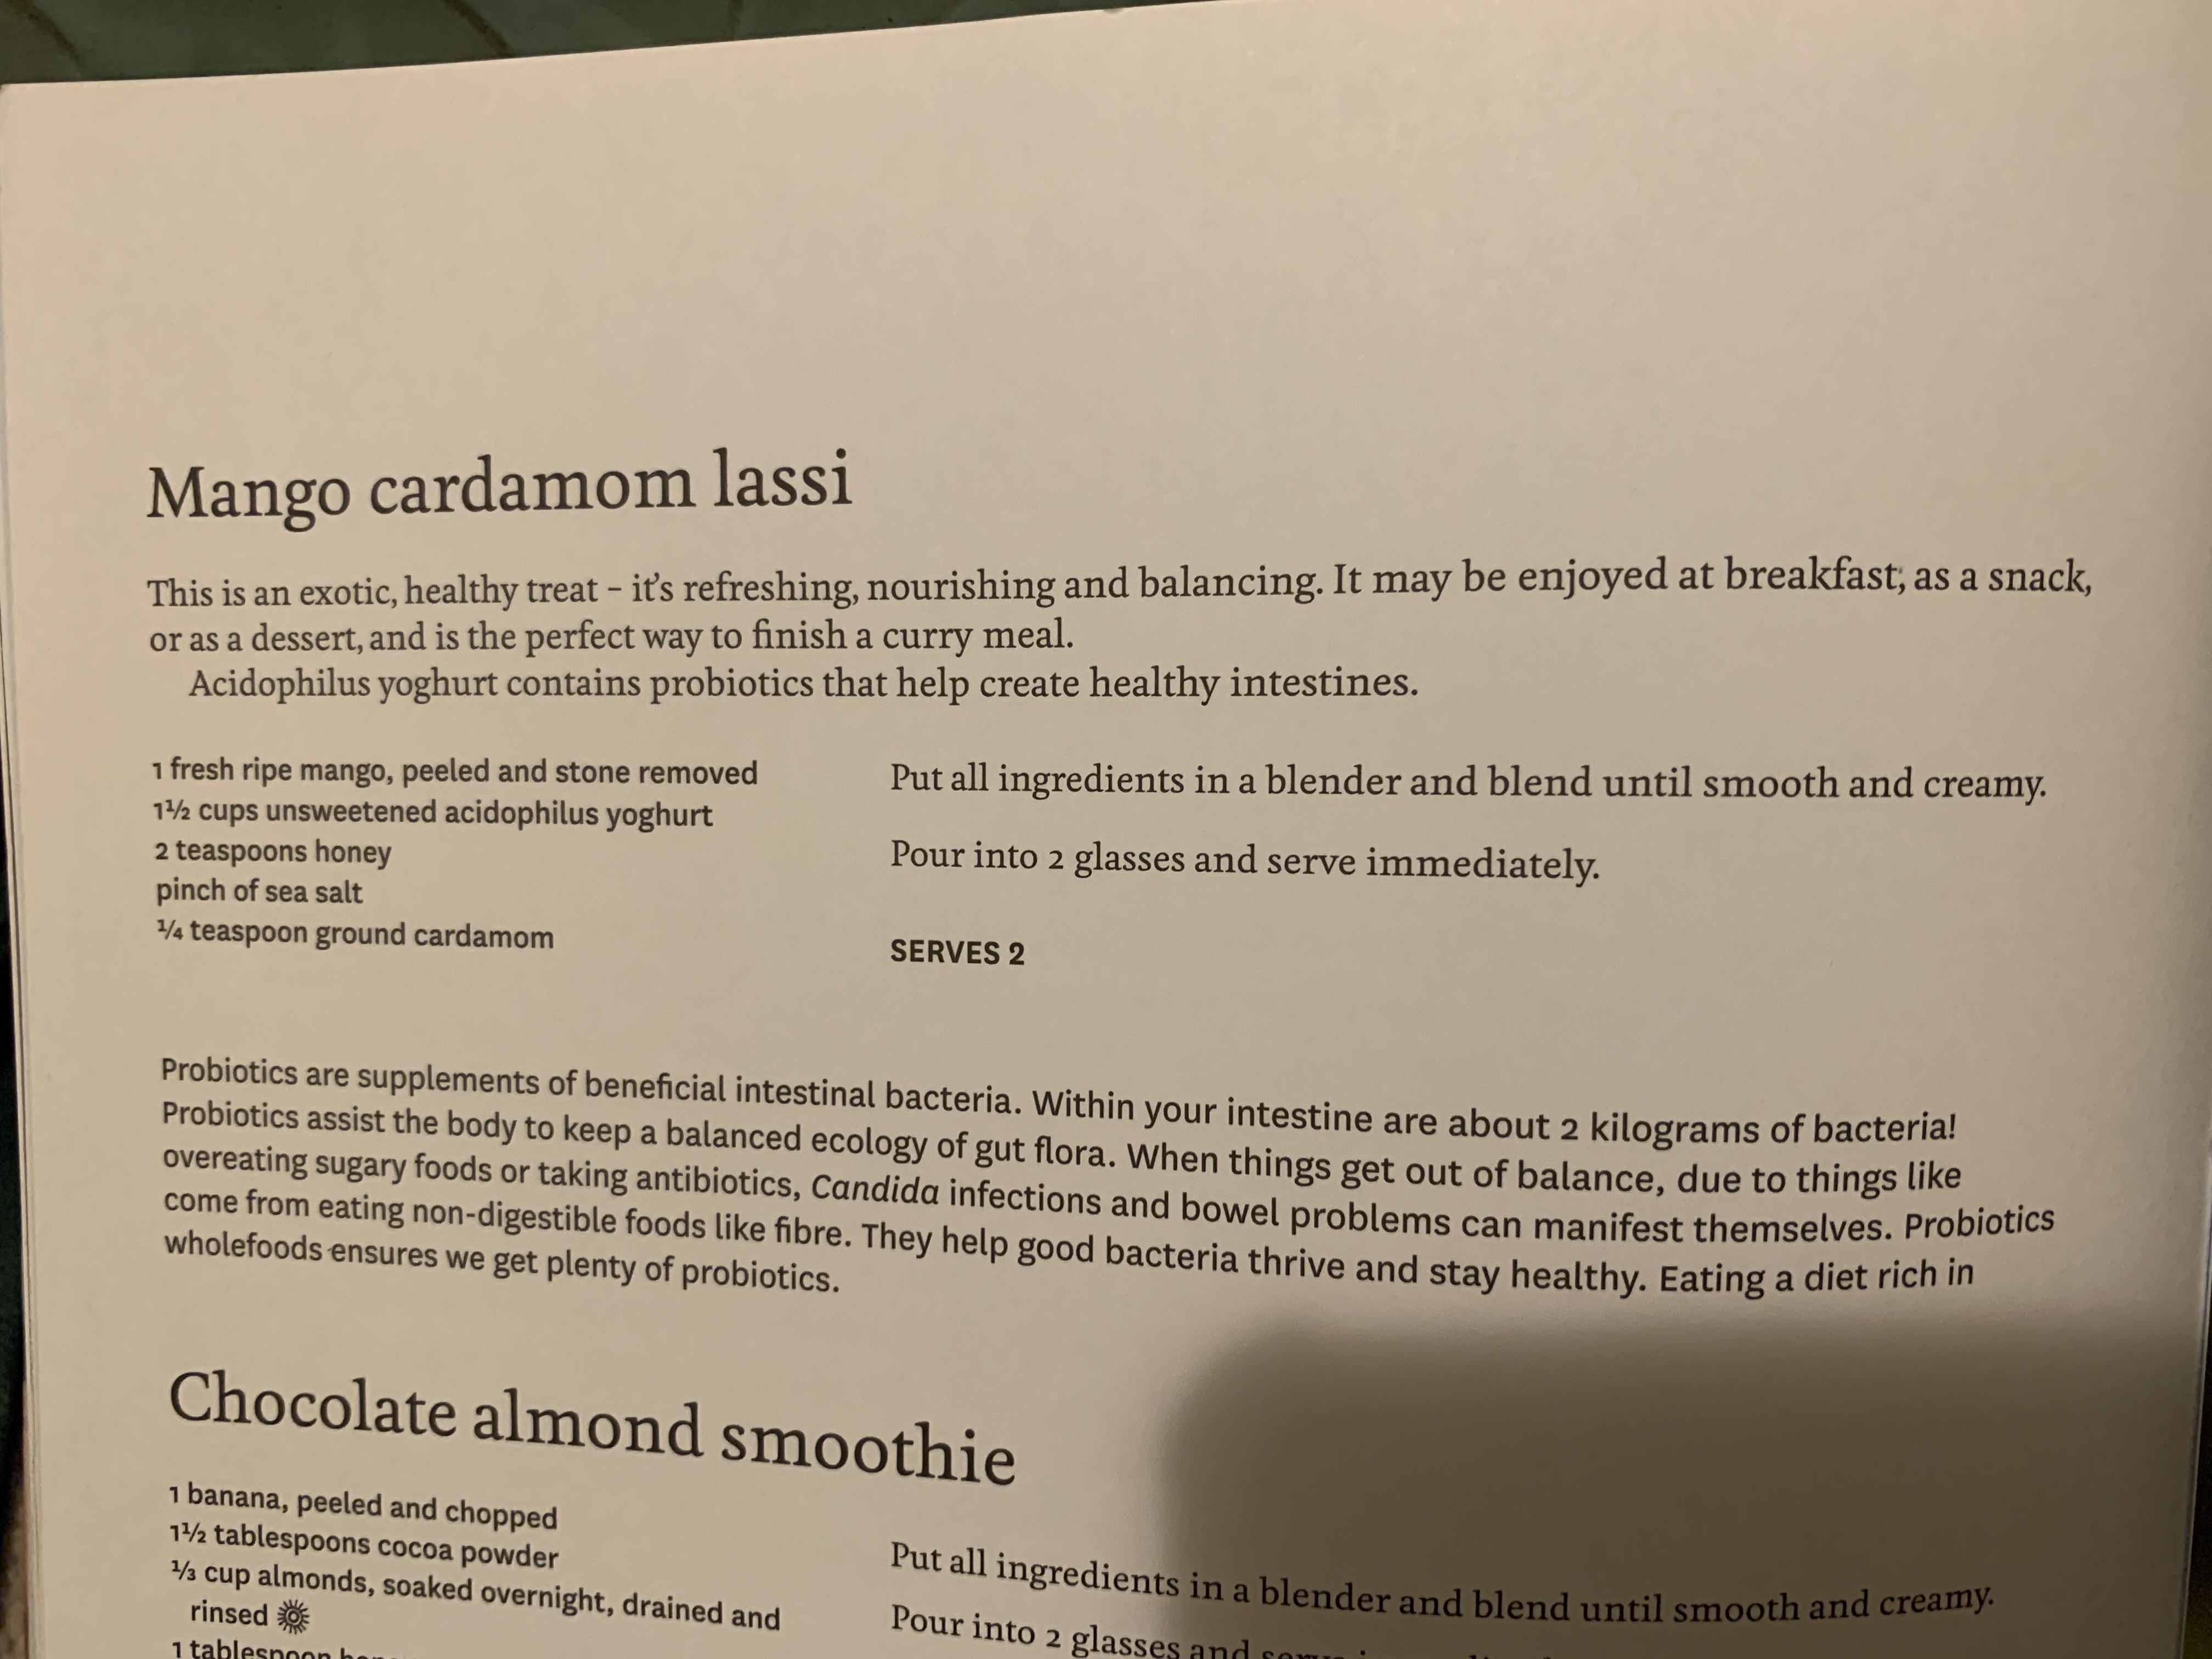 Mango cardamom lassi
This is an exotic, healthy treat – it's refreshing, nourishing and balancing. It may be enjoyed at breakfast, as a snack,
or as a dessert, and is the perfect way to finish a curry meal.
Acidophilus yoghurt contains probiotics that help create healthy intestines.
1 fresh ripe mango, peeled and stone removed
1½ cups unsweetened acidophilus yoghurt
2 teaspoons honey
pinch of sea salt
¼ teaspoon ground cardamom
Put all ingredients in a blender and blend until smooth and creamy.
Pour into 2 glasses and serve immediately.
SERVES 2
Probiotics are supplements of beneficial intestinal bacteria. Within your intestine are about 2 kilograms of bacteria!
Probiotics assist the body to keep a balanced ecology of gut flora. When things get out of balance, due to things like
overeating sugary foods or taking antibiotics, Candida infections and bowel problems can manifest themselves. Probiotics
come from eating non-digestible foods like fibre. They help good bacteria thrive and stay healthy. Eating a diet rich in
wholefoods ensures we get plenty of probiotics.
Chocolate almond smoothie
1 banana, peeled and chopped
1½ tablespoons cocoa powder
⅓ cup almonds, soaked overnight, drained and
rinsed
1 tablespoon
Put all ingredients in a blender and blend until smooth and creamy.
Pour into 2 glasses and